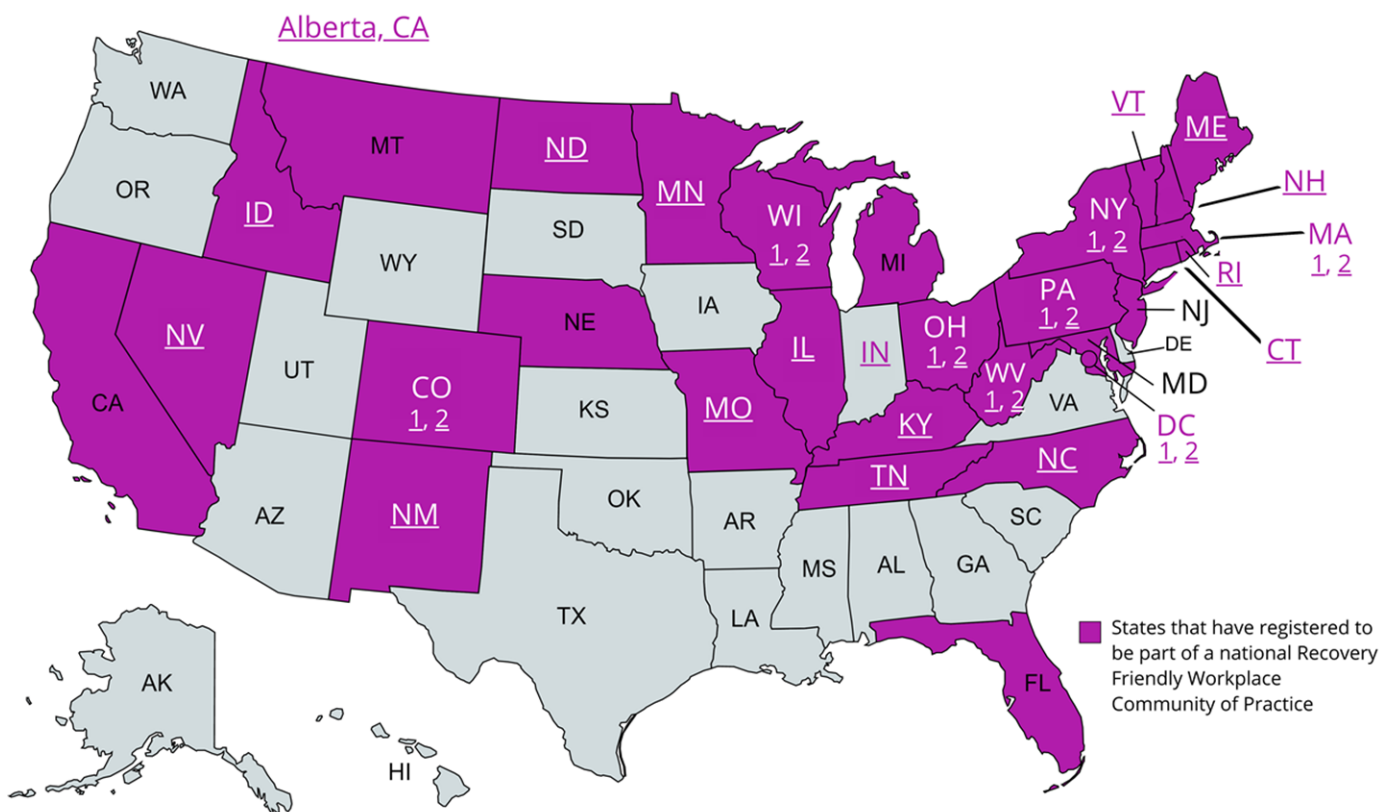 Alberta, CA
WA
MT
ND
MN
VT
ME
OR
ID
SD
WI
1, 2
NY
1, 2
NH
MA
1, 2
WY
MI
RI
IA
PA
1, 2
NJ
NE
NV
OH
1, 2
IL
IN
DE
CT
UT
CO
1, 2
WV
1, 2
MD
CA
KS
MO
KY
VA
DC
1, 2
NC
TN
OK
AZ
NM
AR
SC
MS
AL
GA
TX
LA
States that have registered to
be part of a national Recovery
Friendly Workplace
Community of Practice
AK
FL
HI